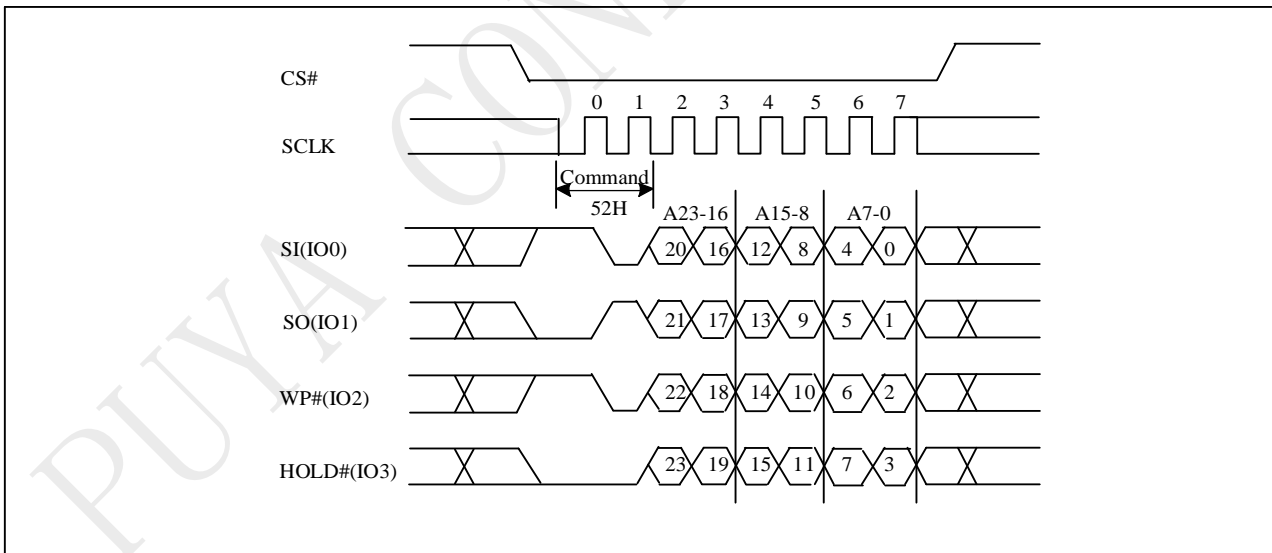 PUYA CON
CS#
0 1 2 3 4 5 6 7
SCLK
Command
52H
A23-16 A15-8 A7-0
SI(IO0) 20 16 12 8 4 0
SO(IO1) 21 17 13 9 5 1
WP#(IO2) 22 18 14 10 6 2
HOLD#(IO3) 23 19 15 11 7 3